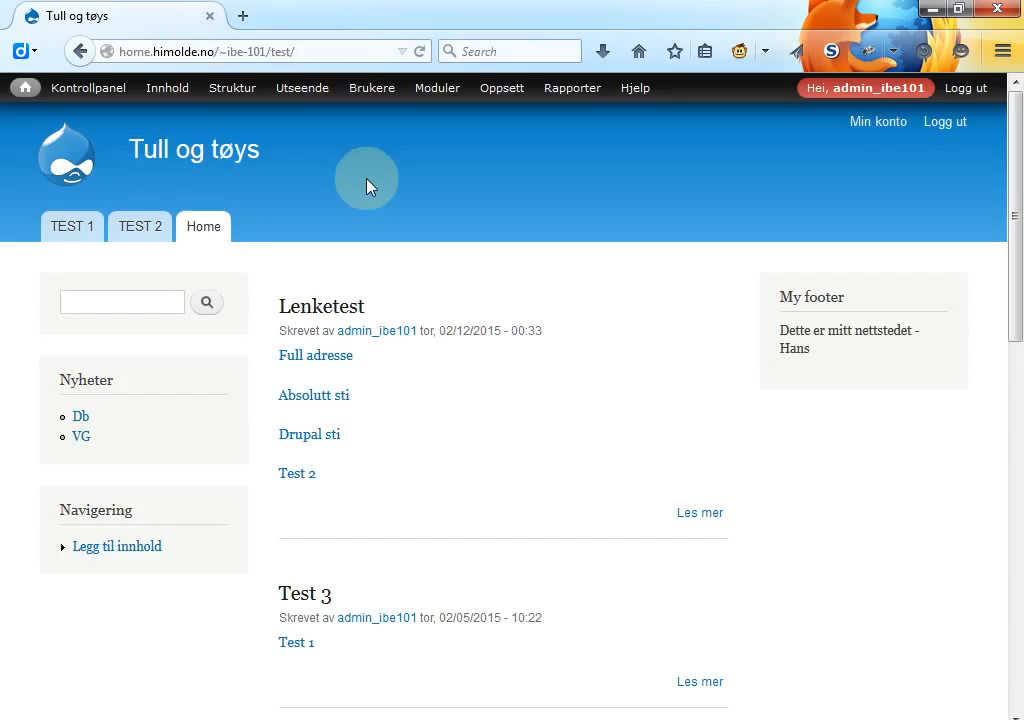 Tull og tøys
home.himolde.no/~ibe-101/test/
Search
Kontrollpanel Innhold Struktur Utseende Brukere Moduler Oppsett Rapporter Hjelp Hei, admin_ibe101 Logg ut
Min konto Logg ut
Tull og tøys
TEST 1 TEST 2 Home
Nyheter
Db
VG
Navigering
Legg til innhold
Lenketest
Skrevet av admin_ibe101 tor, 02/12/2015 - 00:33
Full adresse
Absolutt sti
Drupal sti
Test 2
Les mer
Test 3
Skrevet av admin_ibe101 tor, 02/05/2015 - 10:22
Test 1
Les mer
My footer
Dette er mitt nettstedet -
Hans